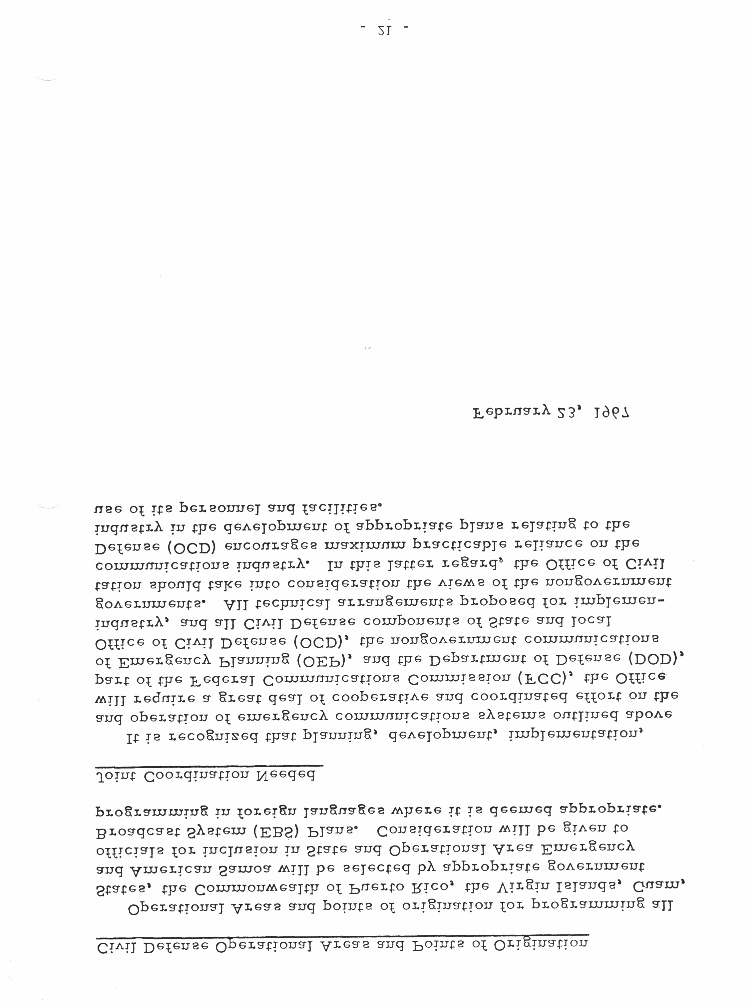 Civil Defense Operational Areas and Points of Origination
Operational Areas and points of origination for programming all
States, the Commonwealth of Puerto Rico, the Virgin Islands, Guam,
and American Samoa will be selected by appropriate government
officials for inclusion in State and Operational Area Emergency
Broadcast System (EBS) Plans. Consideration will be given to
programming in foreign languages where it is deemed appropriate.
Joint Coordination Needed
It is recognized that planning, development, implementation,
and operation of emergency communications systems outlined above
will require a great deal of cooperative and coordinated effort on the
part of the Federal Communications Commission (FCC), the Office
of Emergency Planning (OEP), and the Department of Defense (DOD),
Office of Civil Defense (OCD), the nongovernment communications
industry, and all Civil Defense components of State and local
governments. All technical arrangements proposed for implemen-
tation should take into consideration the views of the nongovernment
communications industry. In this latter regard, the Office of Civil
Defense (OCD) encourages maximum practicable reliance on the
industry in the development of appropriate plans relating to the
use of its personnel and facilities.
February 23, 1967
- 21 -